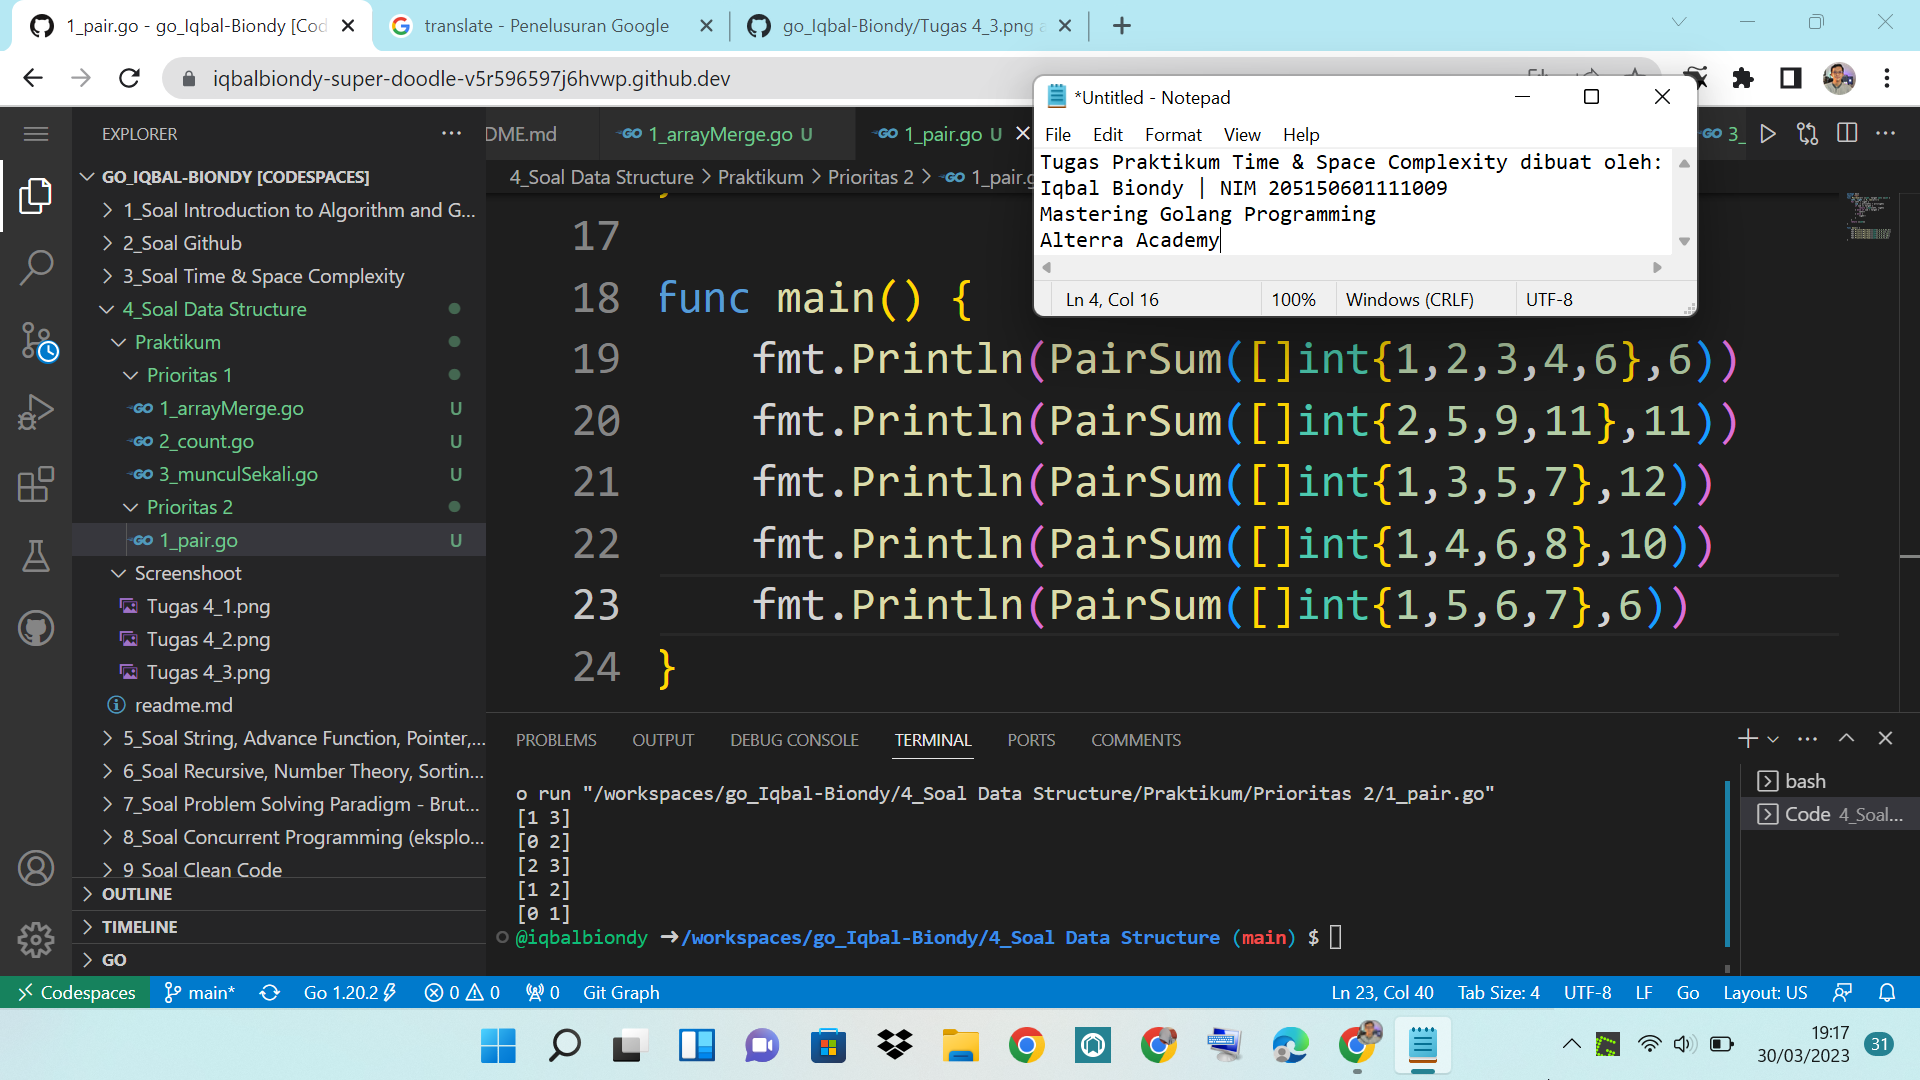 1_pair.go - go_Iqbal-Biondy [Cod
translate - Penelusuran Google
go_Iqbal-Biondy/Tugas 4_3.png a
iqbalbiondy-super-doodle-v5r596597j6hvwp.github.dev
*Untitled - Notepad
File Edit Format View Help
Tugas Praktikum Time & Space Complexity dibuat oleh:
Iqbal Biondy | NIM 205150601111009
Mastering Golang Programming
Alterra Academy
Ln 4, Col 16 100% Windows (CRLF) UTF-8
EXPLORER
GO_IQBAL-BIONDY [CODESPACES]
1_Soal Introduction to Algorithm and G...
2_Soal Github
3_Soal Time & Space Complexity
4_Soal Data Structure
Praktikum
Prioritas 1
1_arrayMerge.go U
2_count.go U
3_munculSekali.go U
Prioritas 2
1_pair.go U
Screenshoot
Tugas 4_1.png
Tugas 4_2.png
Tugas 4_3.png
readme.md
5_Soal String, Advance Function, Pointer,...
6_Soal Recursive, Number Theory, Sortin...
7_Soal Problem Solving Paradigm - Brut...
8_Soal Concurrent Programming (eksplo...
9_Soal Clean Code
OUTLINE
TIMELINE
GO
DME.md 1_arrayMerge.go U 1_pair.go U 3_
4_Soal Data Structure > Praktikum > Prioritas 2 > 1_pair.g
17
18 func main() {
19 fmt.Println(PairSum([]int{1,2,3,4,6},6))
20 fmt.Println(PairSum([]int{2,5,9,11},11))
21 fmt.Println(PairSum([]int{1,3,5,7},12))
22 fmt.Println(PairSum([]int{1,4,6,8},10))
23 fmt.Println(PairSum([]int{1,5,6,7},6))
24 }
PROBLEMS OUTPUT DEBUG CONSOLE TERMINAL PORTS COMMENTS
o run "/workspaces/go_Iqbal-Biondy/4_Soal Data Structure/Praktikum/Prioritas 2/1_pair.go"
[1 3]
[0 2]
[2 3]
[1 2]
[0 1]
@iqbalbiondy ➜/workspaces/go_Iqbal-Biondy/4_Soal Data Structure (main) $
bash
Code 4_Soal...
Codespaces main* Go 1.20.2 0 0 0 Git Graph
Ln 23, Col 40 Tab Size: 4 UTF-8 LF Go Layout: US
19:17
30/03/2023
31